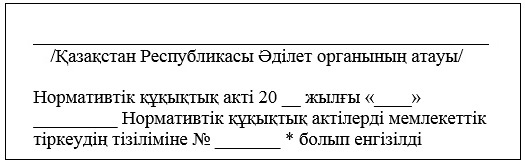 ________________________________________________
/Қазақстан Республикасы Әділет органының атауы/
Нормативтік құқықтық акті 20 __ жылғы «____»
_________ Нормативтік құқықтық актілерді мемлекеттік
тіркеудің тізіліміне № _______ * болып енгізілді